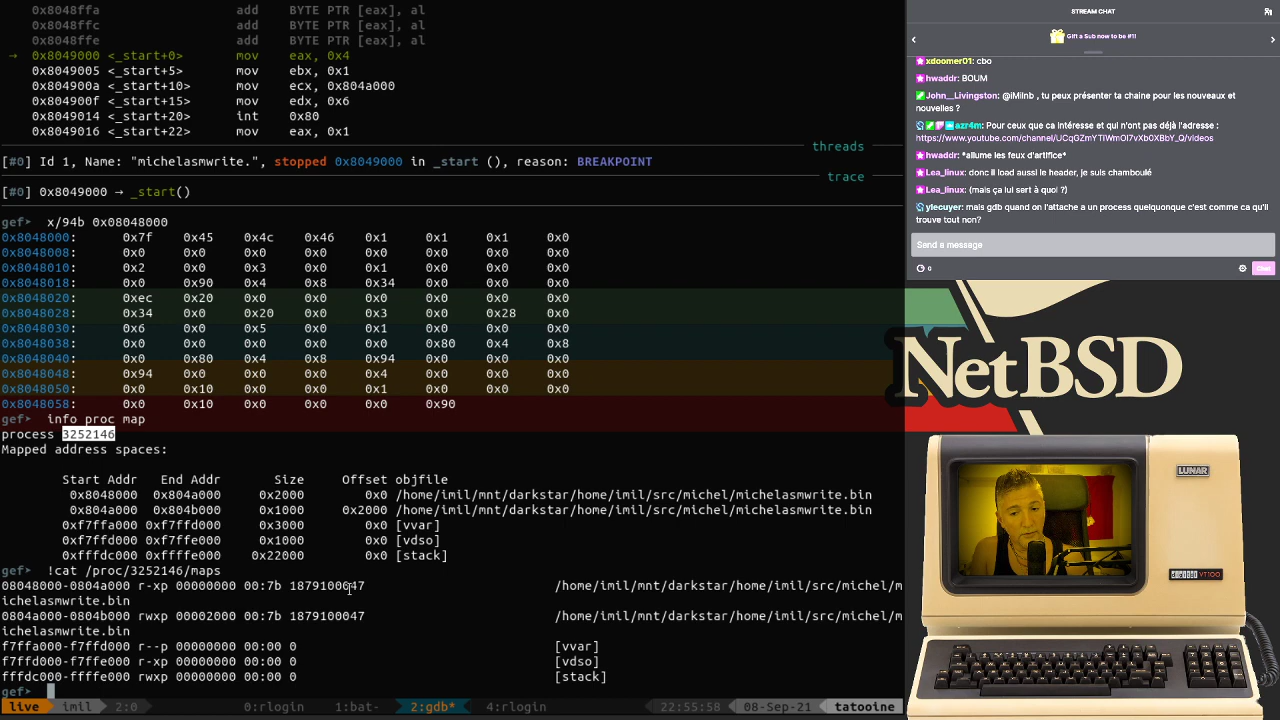 0x8048ffa add BYTE PTR [eax], al
0x8048ffc add BYTE PTR [eax], al
0x8048ffe add BYTE PTR [eax], al
→ 0x8049000 <_start+0> mov eax, 0x4
0x8049005 <_start+5> mov ebx, 0x1
0x804900a <_start+10> mov ecx, 0x804a000
0x804900f <_start+15> mov edx, 0x6
0x8049014 <_start+20> int 0x80
0x8049016 <_start+22> mov eax, 0x1
threads
[#0] Id 1, Name: "michelasmwrite.", stopped 0x8049000 in _start (), reason: BREAKPOINT
trace
[#0] 0x8049000 → _start()
gef➤ x/94b 0x08048000
0x8048000: 0x7f 0x45 0x4c 0x46 0x1 0x1 0x1 0x0
0x8048008: 0x0 0x0 0x0 0x0 0x0 0x0 0x0 0x0
0x8048010: 0x2 0x0 0x3 0x0 0x1 0x0 0x0 0x0
0x8048018: 0x0 0x90 0x4 0x8 0x34 0x0 0x0 0x0
0x8048020: 0xec 0x20 0x0 0x0 0x0 0x0 0x0 0x0
0x8048028: 0x34 0x0 0x20 0x0 0x3 0x0 0x28 0x0
0x8048030: 0x6 0x0 0x5 0x0 0x1 0x0 0x0 0x0
0x8048038: 0x0 0x0 0x0 0x0 0x0 0x80 0x4 0x8
0x8048040: 0x0 0x80 0x4 0x8 0x94 0x0 0x0 0x0
0x8048048: 0x94 0x0 0x0 0x0 0x4 0x0 0x0 0x0
0x8048050: 0x0 0x10 0x0 0x0 0x1 0x0 0x0 0x0
0x8048058: 0x0 0x10 0x0 0x0 0x0 0x90
gef➤ info proc map
process 3252146
Mapped address spaces:
Start Addr End Addr Size Offset objfile
0x8048000 0x804a000 0x2000 0x0 /home/imil/mnt/darkstar/home/imil/src/michel/michelasmwrite.bin
0x804a000 0x804b000 0x1000 0x2000 /home/imil/mnt/darkstar/home/imil/src/michel/michelasmwrite.bin
0xf7ffa000 0xf7ffd000 0x3000 0x0 [vvar]
0xf7ffd000 0xf7ffe000 0x1000 0x0 [vdso]
0xfffdc000 0xffffe000 0x22000 0x0 [stack]
gef➤ !cat /proc/3252146/maps
08048000-0804a000 r-xp 00000000 00:7b 1879100047 /home/imil/mnt/darkstar/home/imil/src/michel/m
ichelasmwrite.bin
0804a000-0804b000 rwxp 00002000 00:7b 1879100047 /home/imil/mnt/darkstar/home/imil/src/michel/m
ichelasmwrite.bin
f7ffa000-f7ffd000 r--p 00000000 00:00 0 [vvar]
f7ffd000-f7ffe000 r-xp 00000000 00:00 0 [vdso]
fffdc000-ffffe000 rwxp 00000000 00:00 0 [stack]
gef➤
live imil 2:0 0:rlogin 1:bat- 2:gdb* 4:rlogin 22:55:58 08-Sep-21 tatooine
STREAM CHAT
Gift a Sub now to be #1!
xdoomer01: cbo
hwaddr: BOUM
John__Livingston: @iMilnb , tu peux présenter ta chaine pour les nouveaux et
nouvelles ?
azr4m: Pour ceux que ca intéresse et qui n'ont pas déjà l'adresse :
hwaddr: *allume les feux d'artifice*
Lea_linux: donc il load aussi le header, je suis chamboulé
Lea_linux: (mais ça lui sert à quoi ?)
ylecuyer: mais gdb quand on l'attache a un process quelquonque c'est comme ca qu'il
trouve tout non?
Send a message
0
Chat
NetBSD
LUNAR
VT100